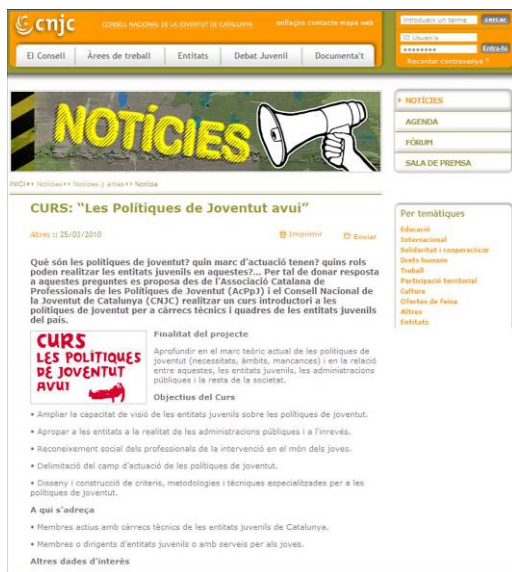 cnjc
CONSELL NACIONAL DE LA JOVENTUT DE CATALUNYA
enllaços contacte mapa web
Introdueix un terme cercar
ID Usuaria
Entra-hi
Recordar contrasenya ?
El Consell Àrees de treball Entitats Debat Juvenil Documenta't
NOTÍCIES
NOTÍCIES
AGENDA
FÒRUM
SALA DE PREMSA
INICI •• Notícies •• Notícies || altres •• Notícia
CURS: "Les Polítiques de Joventut avui"
Altres :: 25/03/2010
Imprimir Enviar
Què són les polítiques de joventut? quin marc d'actuació tenen? quins rols
poden realitzar les entitats juvenils en aquestes?... Per tal de donar resposta
a aquestes preguntes es proposa des de l'Associació Catalana de
Professionals de les Polítiques de Joventut (AcPpJ) i el Consell Nacional de
la Joventut de Catalunya (CNJC) realitzar un curs introductori a les
polítiques de joventut per a càrrecs tècnics i quadres de les entitats juvenils
del país.
CURS
LES POLÍTIQUES
DE JOVENTUT
AVUI
Finalitat del projecte
Aprofundir en el marc teòric actual de les polítiques de
joventut (necessitats, àmbits, mancances) i en la relació
entre aquestes, les entitats juvenils, les administracions
públiques i la resta de la societat.
Objectius del Curs
• Ampliar la capacitat de visió de les entitats juvenils sobre les polítiques de joventut.
• Apropar a les entitats a la realitat de les administracions públiques i a l'inrevés.
• Reconeixement social dels professionals de la intervenció en el món dels joves.
• Delimitació del camp d'actuació de les polítiques de joventut.
• Disseny i construcció de criteris, metodologies i tècniques especialitzades per a les
polítiques de joventut.
A qui s'adreça
• Membres actius amb càrrecs tècnics de les entitats juvenils de Catalunya.
• Membres o dirigents d'entitats juvenils o amb serveis per als joves.
Altres dades d'interés
Per temàtiques
Educació
Internacional
Solidaritat i cooperació
Drets humans
Treball
Participació territorial
Cultura
Ofertes de feina
Altres
Entitats